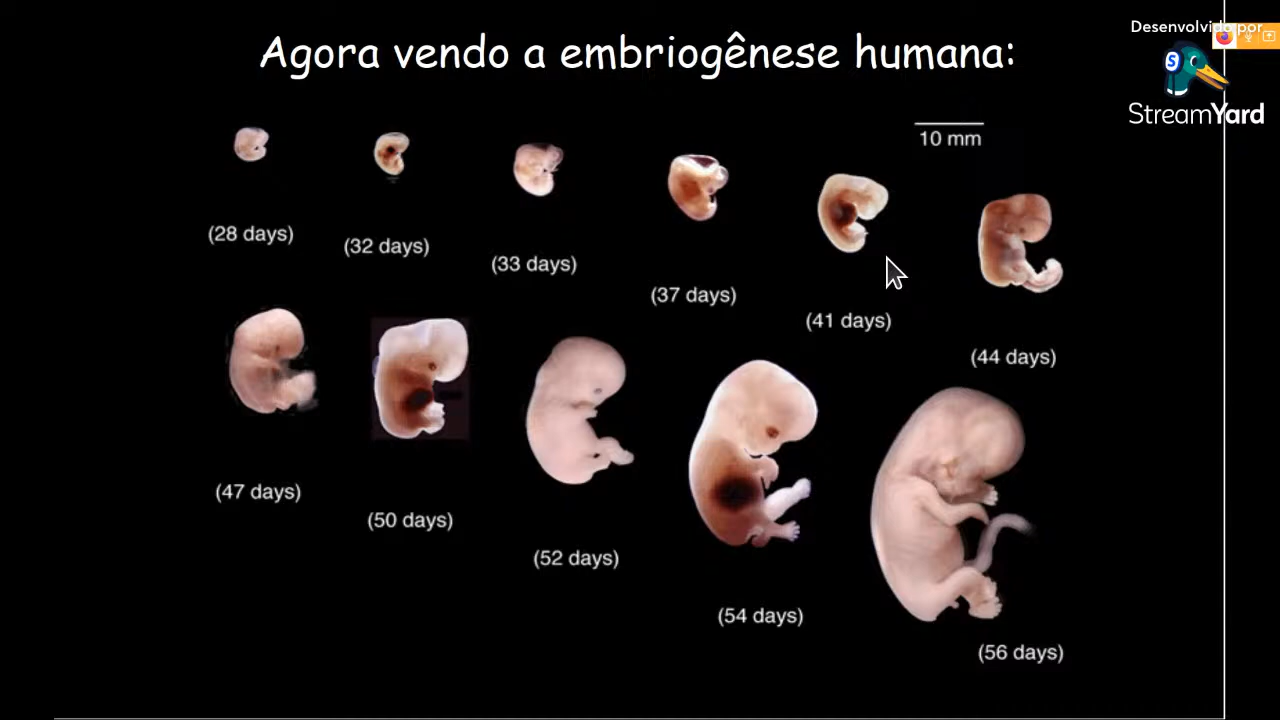 Agora vendo a embriogênese humana:
Desenvolvido por
StreamYard
10 mm
(28 days)
(32 days)
(33 days)
(37 days)
(41 days)
(44 days)
(47 days)
(50 days)
(52 days)
(54 days)
(56 days)